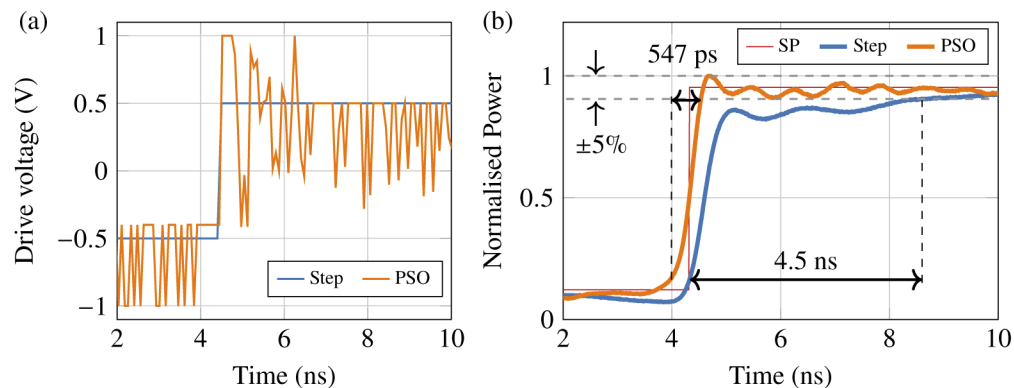 (a)
Drive voltage (V)
1
0.5
0
−0.5
−1
2 4 6 8 10
Time (ns)
Step PSO
(b)
Normalised Power
1
0.5
0
2 4 6 8 10
Time (ns)
SP Step PSO
547 ps
±5%
4.5 ns